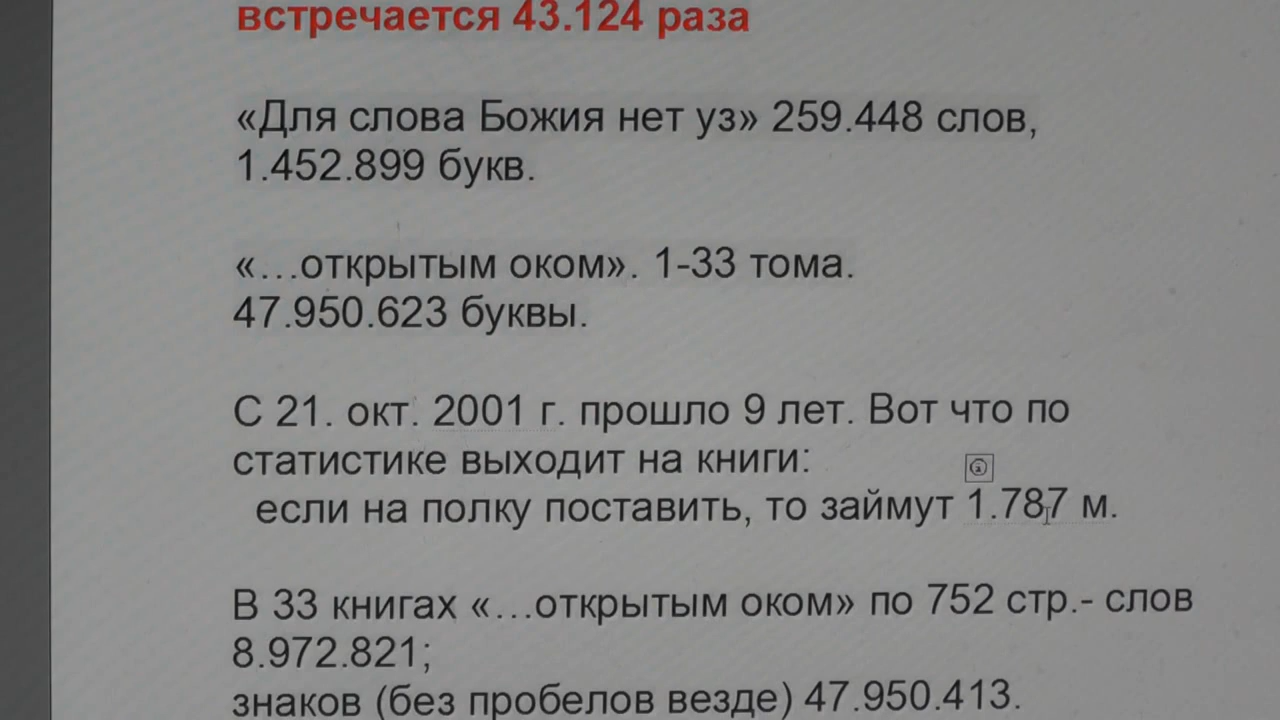 встречается 43.124 раза
«Для слова Божия нет уз» 259.448 слов,
1.452.899 букв.
«…открытым оком». 1-33 тома.
47.950.623 буквы.
С 21. окт. 2001 г. прошло 9 лет. Вот что по
статистике выходит на книги:
если на полку поставить, то займут 1.787 м.
В 33 книгах «…открытым оком» по 752 стр.- слов
8.972.821;
знаков (без пробелов везде) 47.950.413.